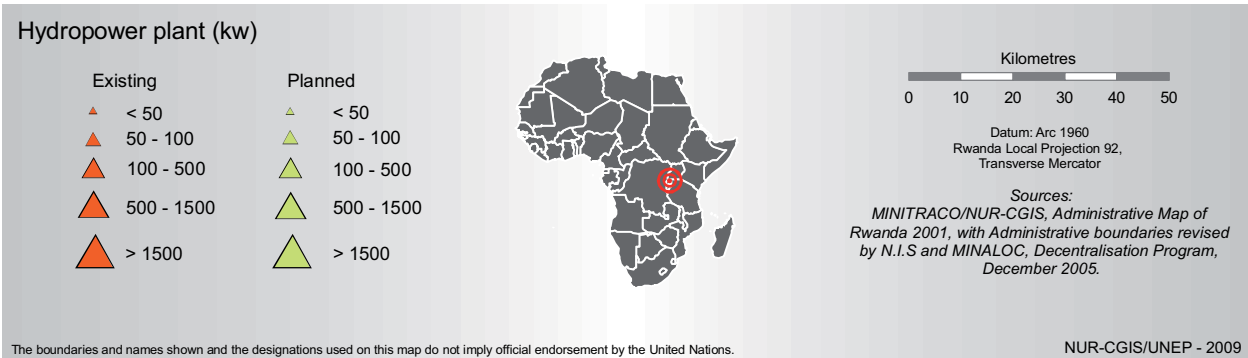 Hydropower plant (kw)
Existing
< 50
50 - 100
100 - 500
500 - 1500
> 1500
Planned
< 50
50 - 100
100 - 500
500 - 1500
> 1500
Kilometres
0 10 20 30 40 50
Datum: Arc 1960
Rwanda Local Projection 92,
Transverse Mercator
Sources:
MINITRACO/NUR-CGIS, Administrative Map of
Rwanda 2001, with Administrative boundaries revised
by N.I.S and MINALOC, Decentralisation Program,
December 2005.
The boundaries and names shown and the designations used on this map do not imply official endorsement by the United Nations.
NUR-CGIS/UNEP - 2009